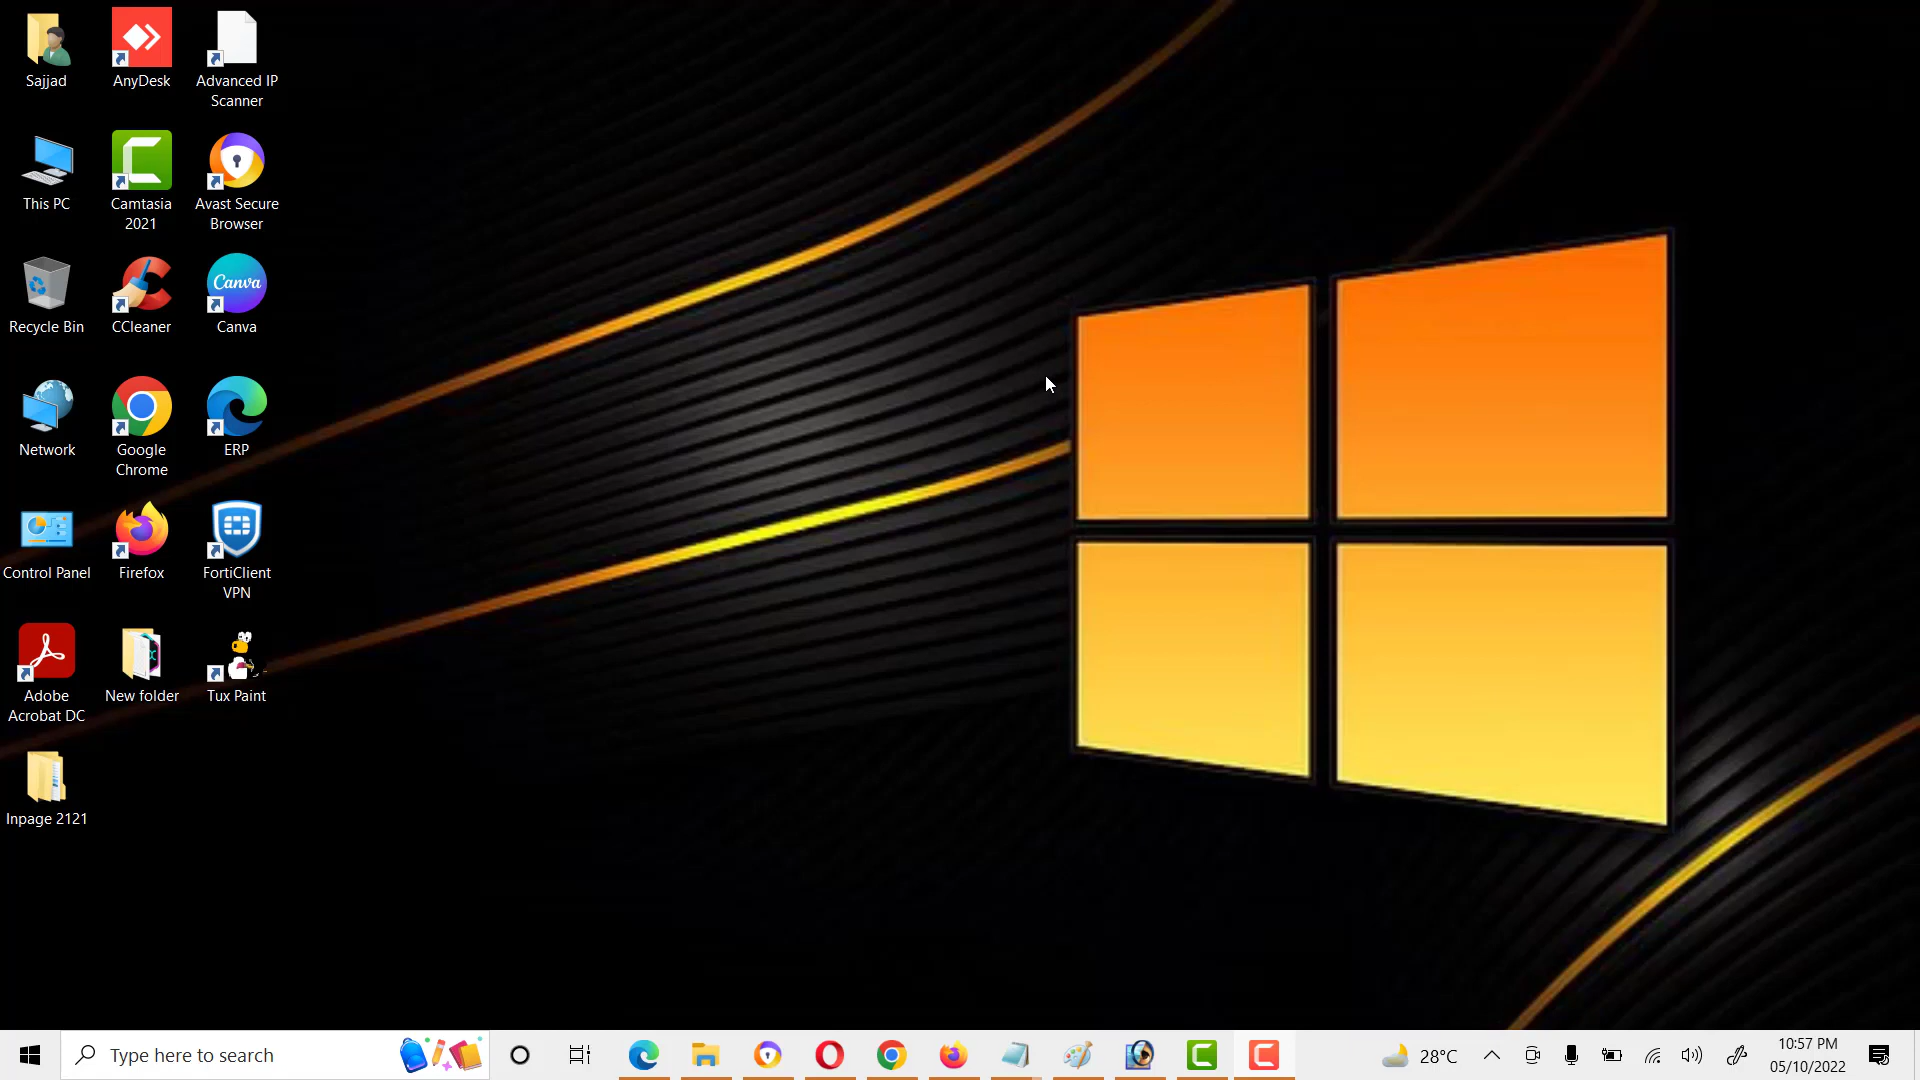 Sajjad
AnyDesk
Advanced IP
Scanner
This PC
Camtasia
2021
Avast Secure
Browser
Recycle Bin
CCleaner
Canva
Canva
Network
Google
Chrome
ERP
Control Panel
Firefox
FortiClient
VPN
Adobe
Acrobat DC
New folder
Tux Paint
Inpage 2121
Type here to search
28°C
10:57 PM
05/10/2022